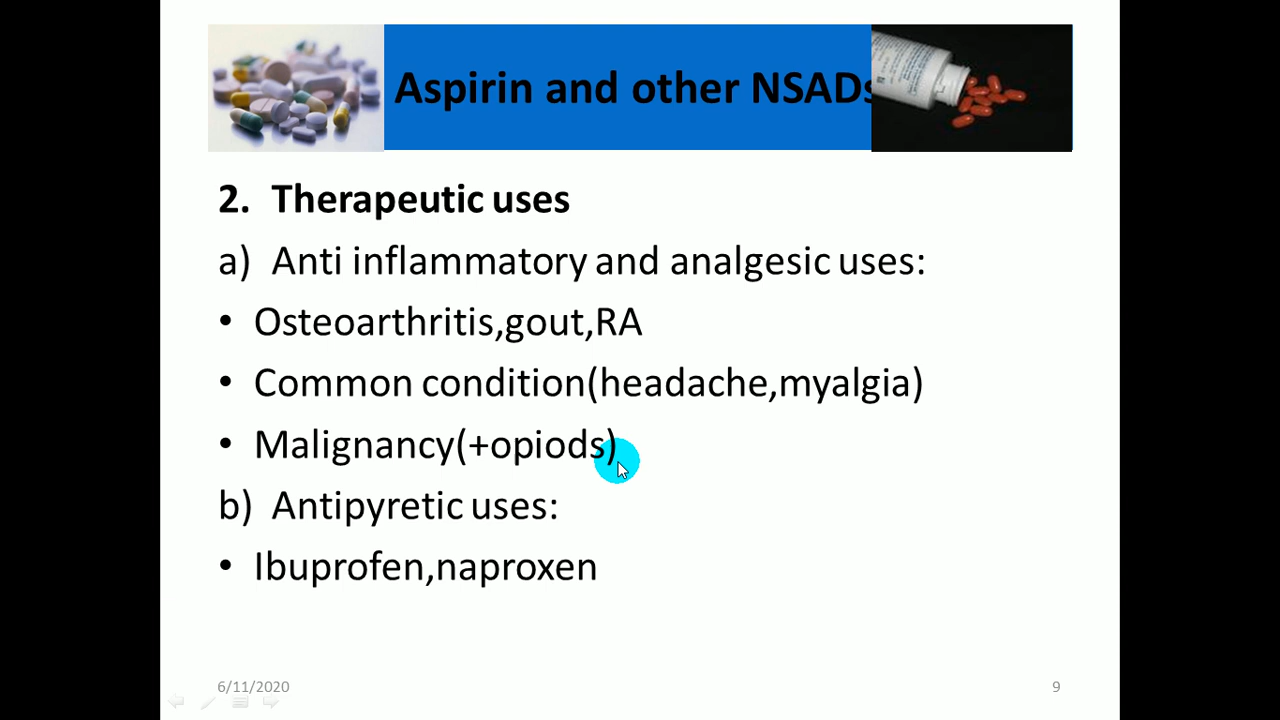 Aspirin and other NSADs
2. Therapeutic uses
a) Anti inflammatory and analgesic uses:
• Osteoarthritis,gout,RA
• Common condition(headache,myalgia)
• Malignancy(+opiods)
b) Antipyretic uses:
• Ibuprofen,naproxen
6/11/2020
9